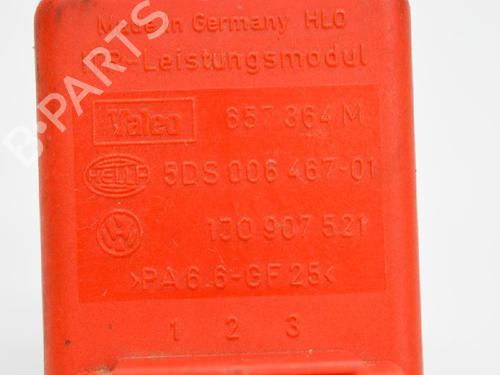 Made in Germany HLO
-Leistungsmodul
Valeo 657 364 M
HELLA 5DS 006 467-01
VW 1J0 907 521
>PA 6.6-GF 25<
1 2 3
B-PARTS